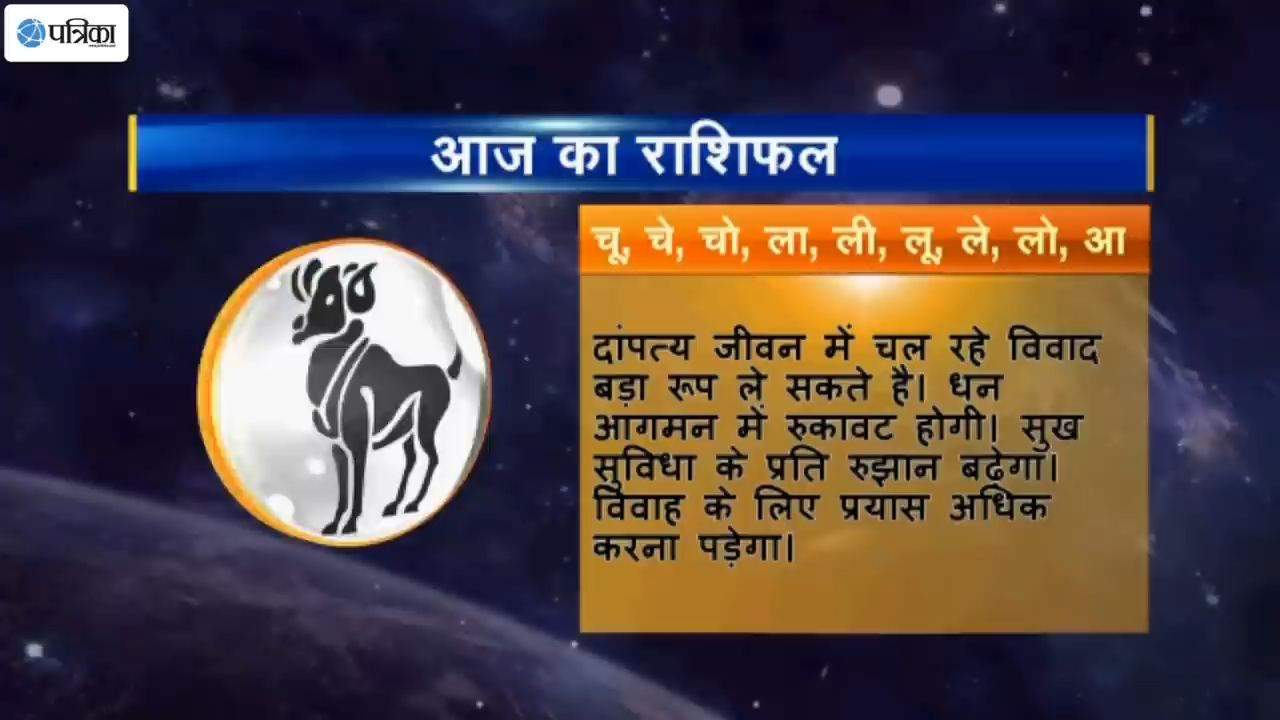 पत्रिका
आज का राशिफल
चू, चे, चो, ला, ली, लू, ले, लो, आ
दांपत्य जीवन में चल रहे विवाद
बड़ा रूप ले सकते है। धन
आगमन में रुकावट होगी। सुख
सुविधा के प्रति रुझान बढ़ेगा।
विवाह के लिए प्रयास अधिक
करना पड़ेगा।